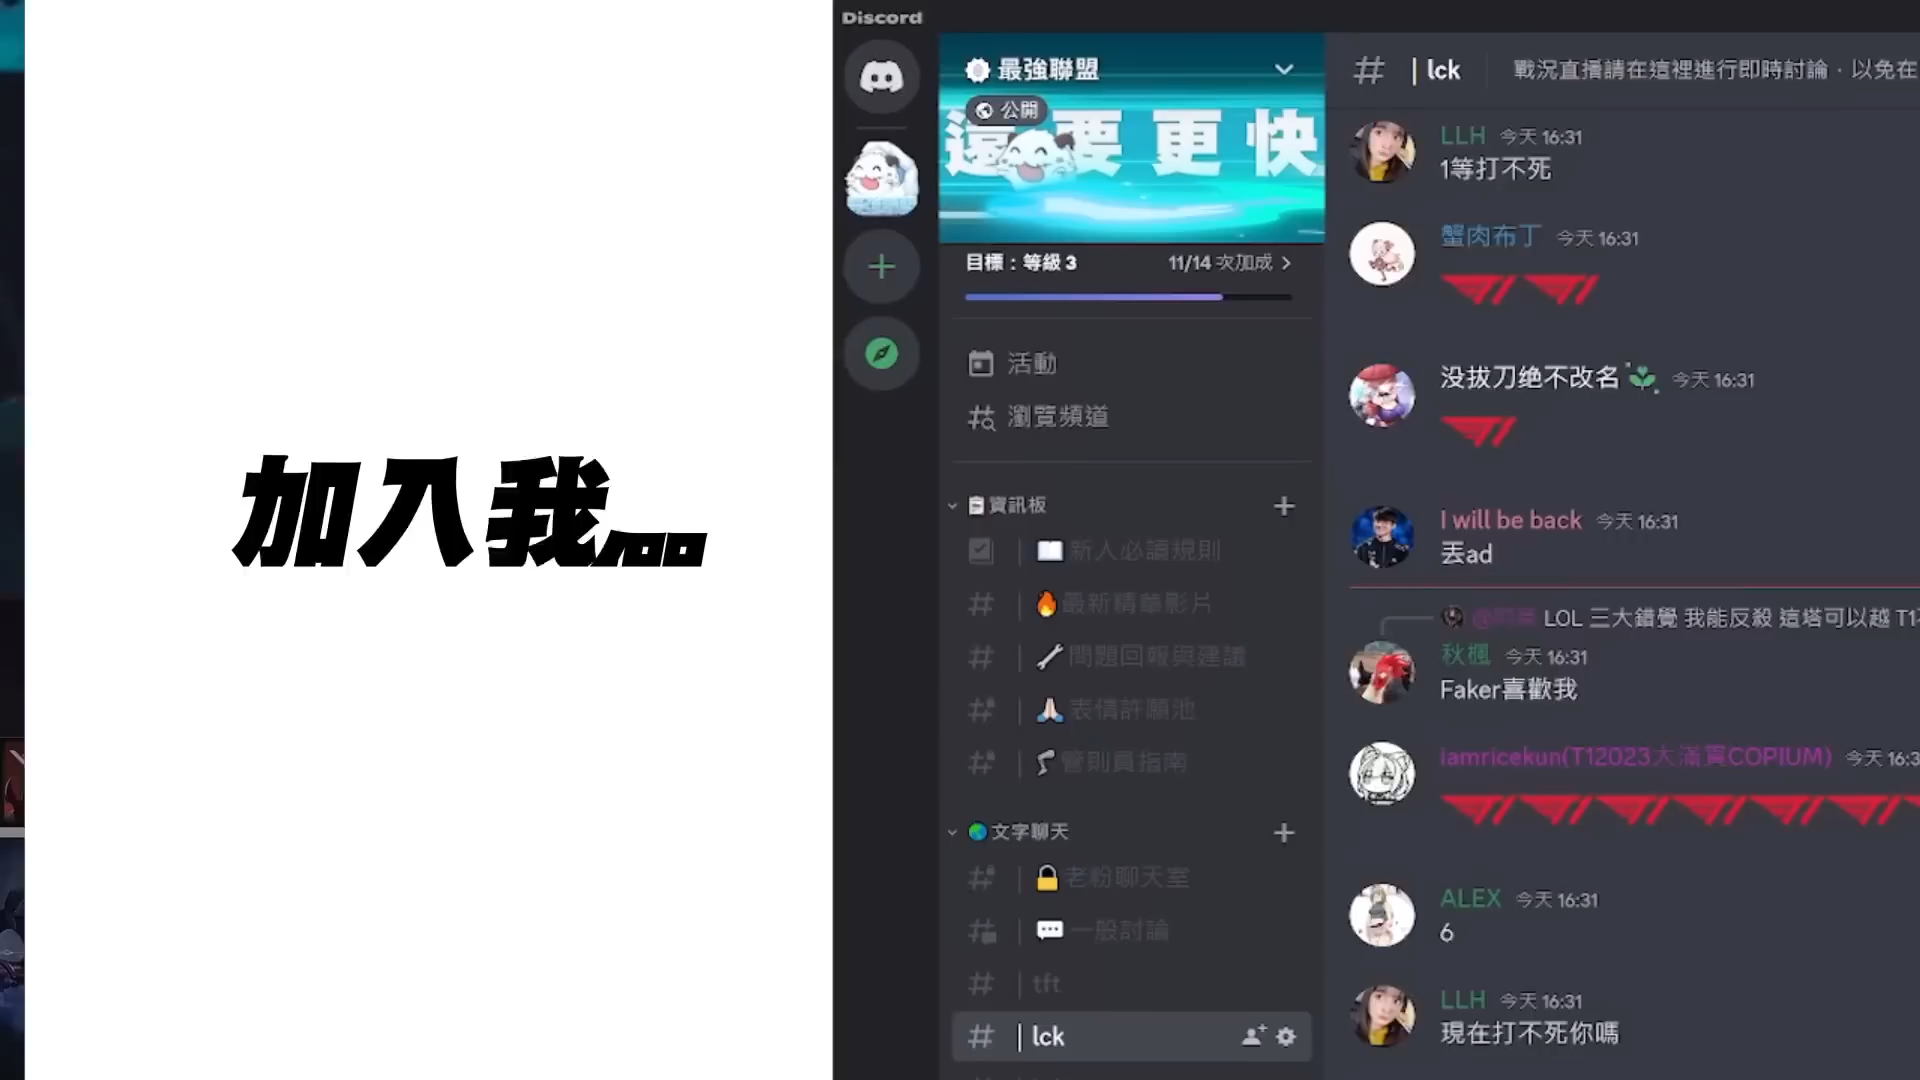 加入我
Discord
最強聯盟
公開
還要更快
目標：等級 3
11/14 次加成
活動
瀏覽頻道
資訊板
新人必讀規則
最新精華影片
問題回報與建議
表情許願池
管則員指南
文字聊天
老粉聊天室
一般討論
tft
lck
lck
戰況直播請在這裡進行即時討論．以免在
LLH 今天 16:31
1等打不死
蟹肉布丁 今天 16:31
没拔刀绝不改名 今天 16:31
I will be back 今天 16:31
丟ad
LOL 三大錯覺 我能反殺 這塔可以越 T1
秋楓 今天 16:31
Faker喜歡我
iamricekun(T12023大滿貫COPIUM) 今天 16:3
ALEX 今天 16:31
6
LLH 今天 16:31
現在打不死你嗎